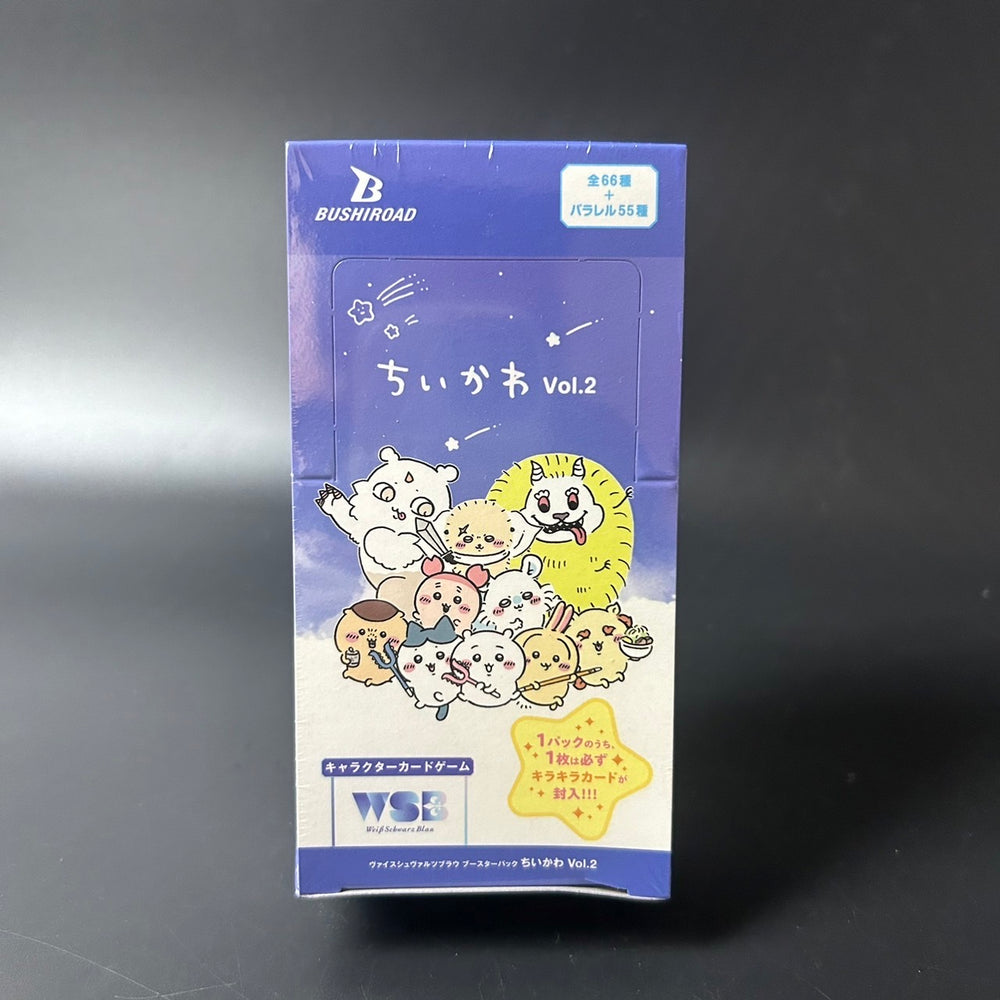 BUSHIROAD
全66種
+
パラレル55種
ちいかわ Vol.2
1パックのうち、
1枚は必ず
キラキラカードが
封入!!!
キャラクターカードゲーム
WSB
Weiß Schwarz Blau
ヴァイスシュヴァルツブラウ ブースターパック ちいかわ Vol.2